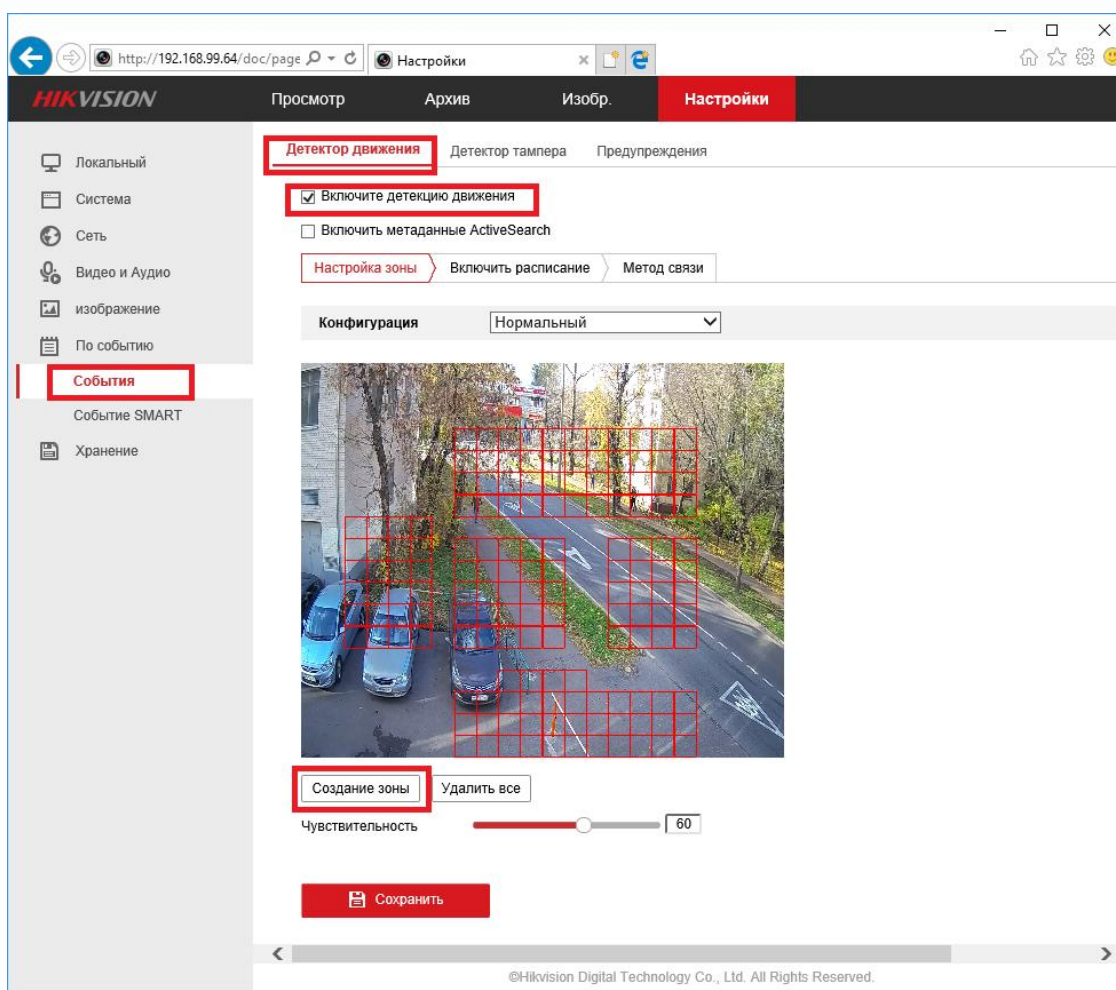 http://192.168.99.64/doc/page
Настройки
HIKVISION
Просмотр
Архив
Изобр.
Настройки
Локальный
Система
Сеть
Видео и Аудио
изображение
По событию
События
Событие SMART
Хранение
Детектор движения
Детектор тампера
Предупреждения
Включите детекцию движения
Включить метаданные ActiveSearch
Настройка зоны
Включить расписание
Метод связи
Конфигурация
Нормальный
Создание зоны
Удалить все
Чувствительность
60
Сохранить
©Hikvision Digital Technology Co., Ltd. All Rights Reserved.